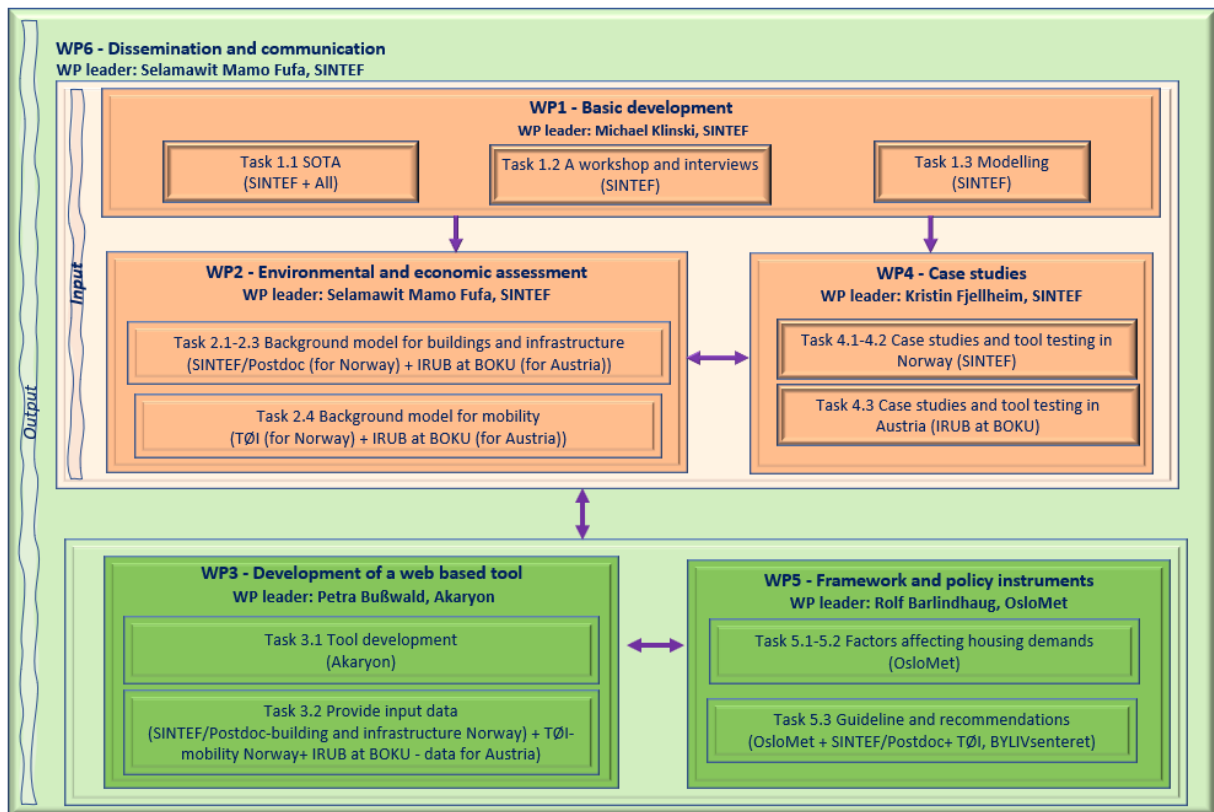 WP6 - Dissemination and communication
WP leader: Selamawit Mamo Fufa, SINTEF
Output
Input
WP1 - Basic development
WP leader: Michael Klinski, SINTEF
Task 1.1 SOTA
(SINTEF + All)
Task 1.2 A workshop and interviews
(SINTEF)
Task 1.3 Modelling
(SINTEF)
WP2 - Environmental and economic assessment
WP leader: Selamawit Mamo Fufa, SINTEF
Task 2.1-2.3 Background model for buildings and infrastructure
(SINTEF/Postdoc (for Norway) + IRUB at BOKU (for Austria))
Task 2.4 Background model for mobility
(TØI (for Norway) + IRUB at BOKU (for Austria))
WP4 - Case studies
WP leader: Kristin Fjellheim, SINTEF
Task 4.1-4.2 Case studies and tool testing in
Norway (SINTEF)
Task 4.3 Case studies and tool testing in
Austria (IRUB at BOKU)
WP3 - Development of a web based tool
WP leader: Petra Bußwald, Akaryon
Task 3.1 Tool development
(Akaryon)
Task 3.2 Provide input data
(SINTEF/Postdoc-building and infrastructure Norway) + TØI-
mobility Norway+ IRUB at BOKU - data for Austria)
WP5 - Framework and policy instruments
WP leader: Rolf Barlindhaug, OsloMet
Task 5.1-5.2 Factors affecting housing demands
(OsloMet)
Task 5.3 Guideline and recommendations
(OsloMet + SINTEF/Postdoc+ TØI, BYLIVsenteret)